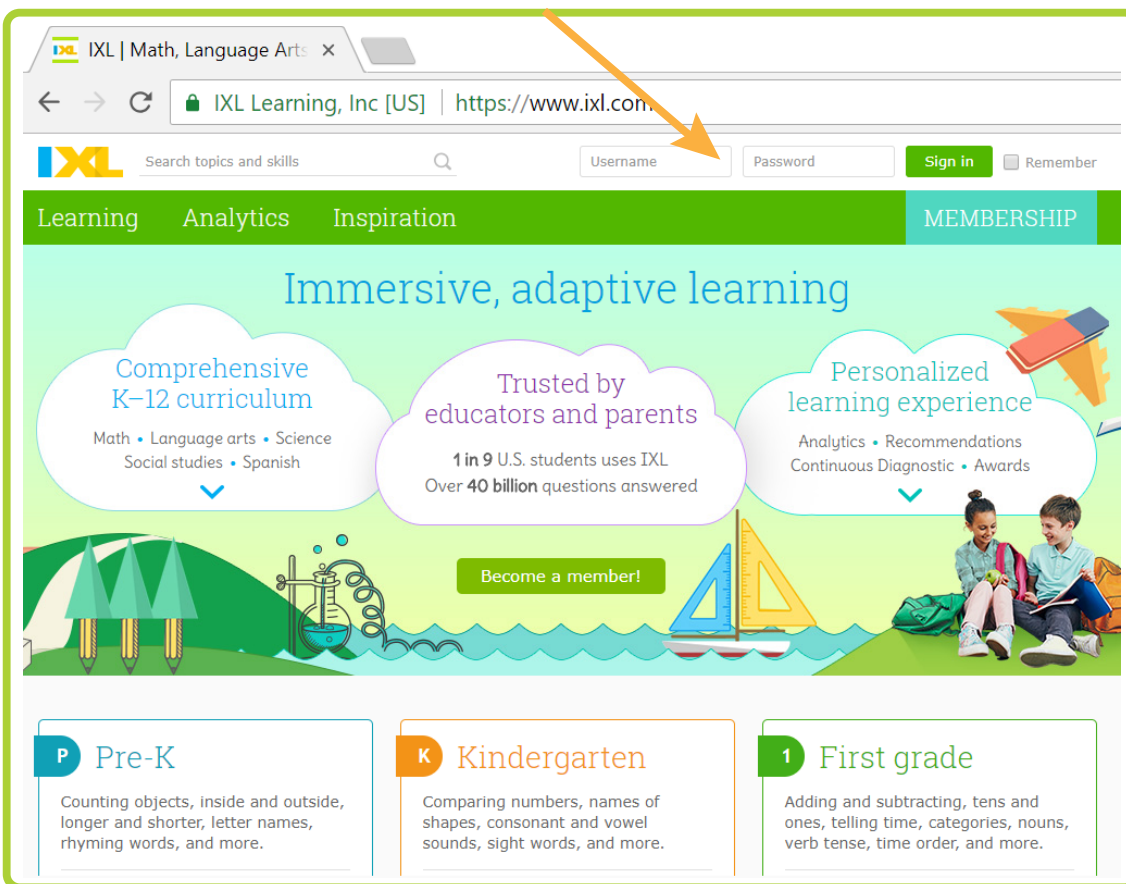 IXL | Math, Language Arts
IXL Learning, Inc [US] | https://www.ixl.com
IXL
Search topics and skills
Username
Password
Sign in
Remember
Learning
Analytics
Inspiration
MEMBERSHIP
Immersive, adaptive learning
Comprehensive
K–12 curriculum
Math • Language arts • Science
Social studies • Spanish
Trusted by
educators and parents
1 in 9 U.S. students uses IXL
Over 40 billion questions answered
Personalized
learning experience
Analytics • Recommendations
Continuous Diagnostic • Awards
Become a member!
P Pre-K
Counting objects, inside and outside,
longer and shorter, letter names,
rhyming words, and more.
K Kindergarten
Comparing numbers, names of
shapes, consonant and vowel
sounds, sight words, and more.
1 First grade
Adding and subtracting, tens and
ones, telling time, categories, nouns,
verb tense, time order, and more.